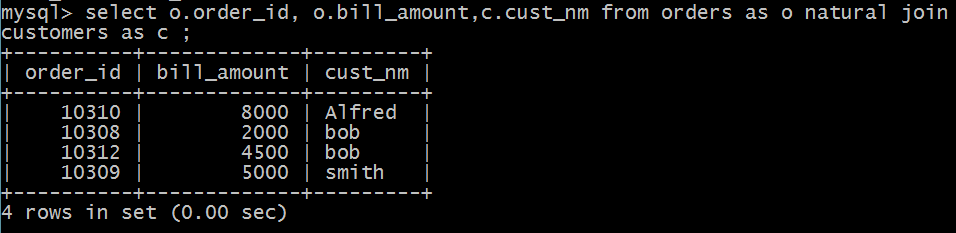 mysql> select o.order_id, o.bill_amount,c.cust_nm from orders as o natural join
customers as c ;
+----------+-------------+---------+
| order_id | bill_amount | cust_nm |
+----------+-------------+---------+
|    10310 |        8000 | Alfred  |
|    10308 |        2000 | bob     |
|    10312 |        4500 | bob     |
|    10309 |        5000 | smith   |
+----------+-------------+---------+
4 rows in set (0.00 sec)